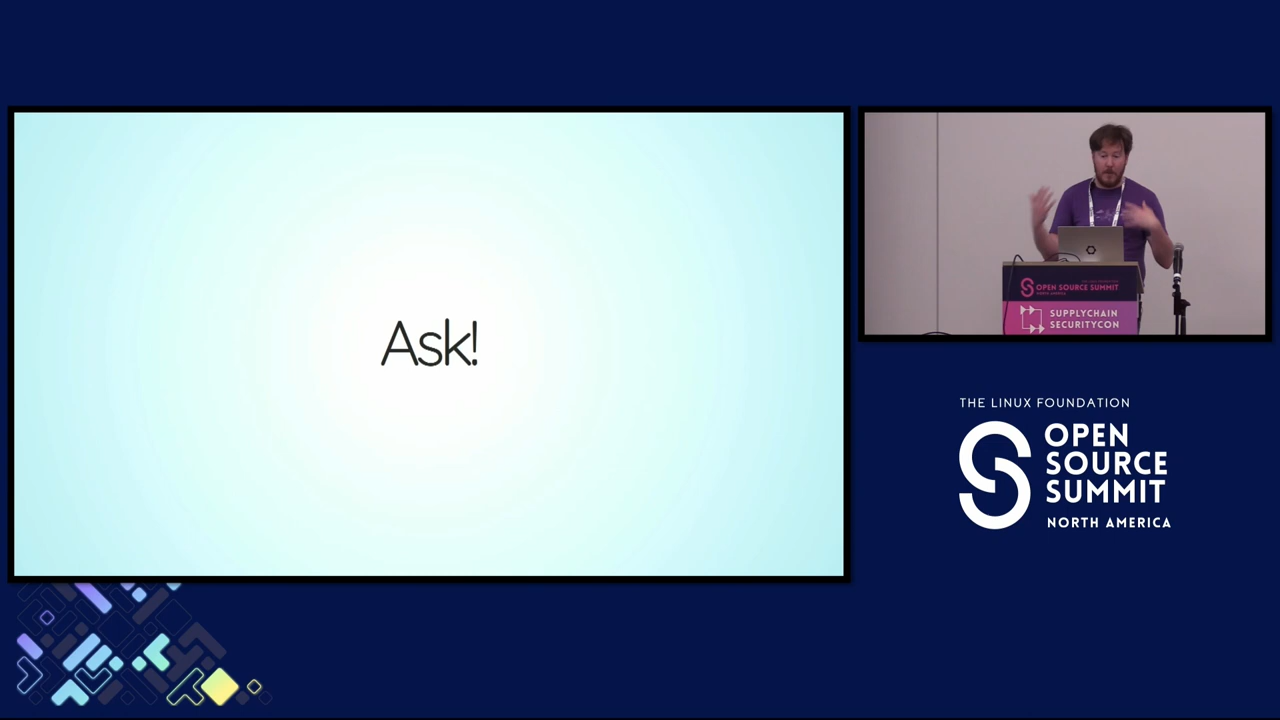 Ask!
OPEN SOURCE SUMMIT
SUPPLYCHAIN
SECURITYCON
THE LINUX FOUNDATION
OPEN
SOURCE
SUMMIT
NORTH AMERICA